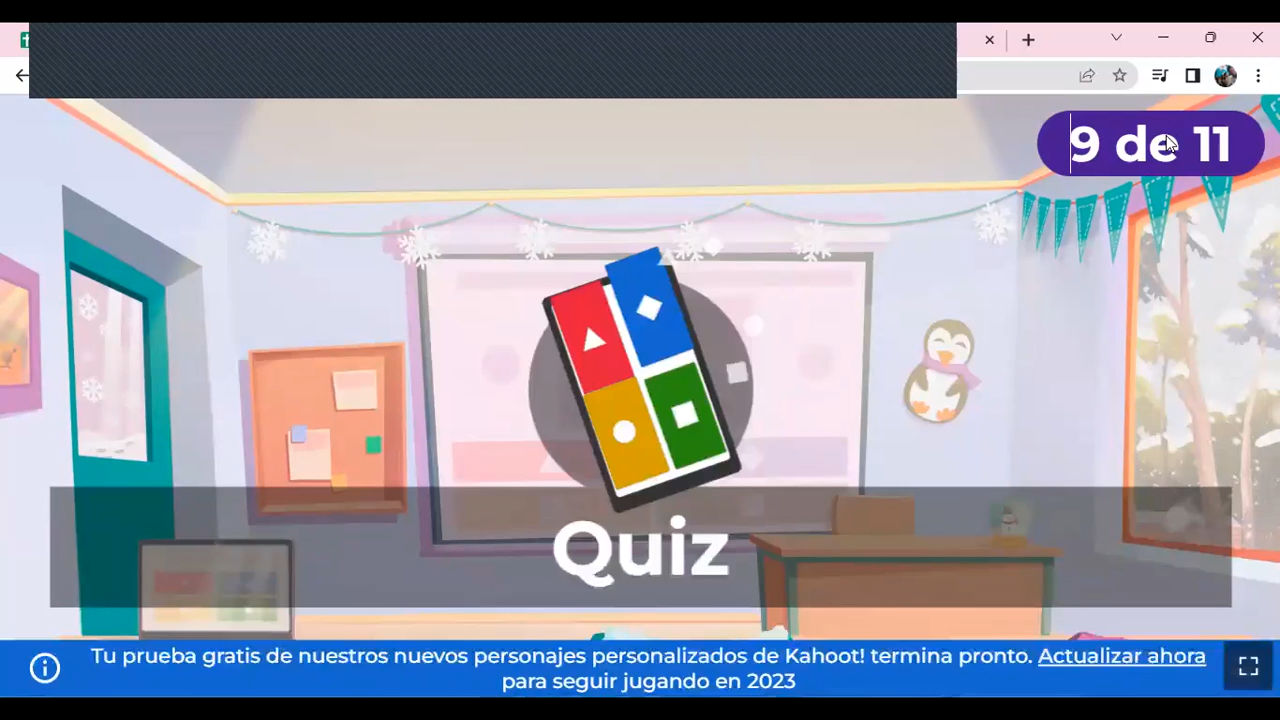 9 de 11
Quiz
Tu prueba gratis de nuestros nuevos personajes personalizados de Kahoot! termina pronto. Actualizar ahora
para seguir jugando en 2023